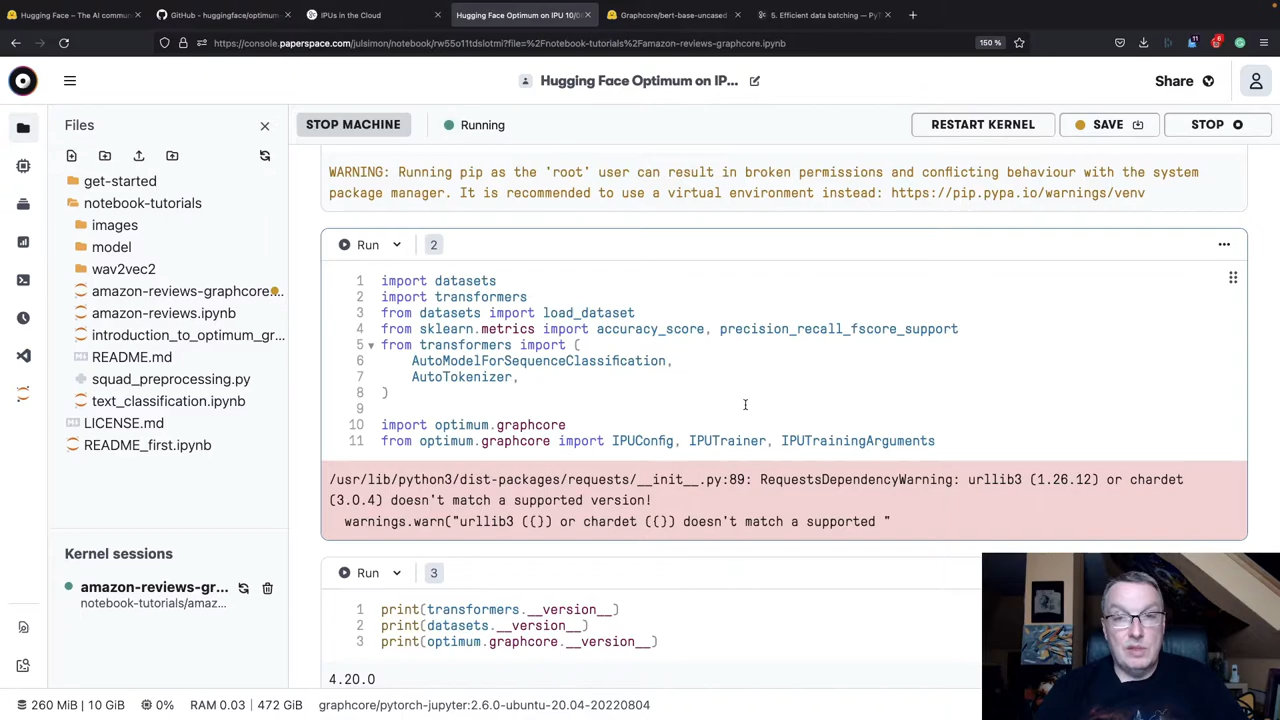 Hugging Face – The AI commu
GitHub - huggingface/optimum
IPUs in the Cloud
Hugging Face Optimum on IPU 10/0
Graphcore/bert-base-uncased
5. Efficient data batching — PyT
https://console.paperspace.com/julsimon/notebook/rw55o11tdslotmi?file=%2Fnotebook-tutorials%2Famazon-reviews-graphcore.ipynb
150 %
11
6
Hugging Face Optimum on IP...
Share
Files
STOP MACHINE
Running
RESTART KERNEL
SAVE
STOP
get-started
notebook-tutorials
images
model
wav2vec2
amazon-reviews-graphcore...
amazon-reviews.ipynb
introduction_to_optimum_gr...
README.md
squad_preprocessing.py
text_classification.ipynb
LICENSE.md
README_first.ipynb
Kernel sessions
amazon-reviews-gr...
notebook-tutorials/amaz...
WARNING: Running pip as the 'root' user can result in broken permissions and conflicting behaviour with the system
package manager. It is recommended to use a virtual environment instead: https://pip.pypa.io/warnings/venv
Run 2
1 import datasets
2 import transformers
3 from datasets import load_dataset
4 from sklearn.metrics import accuracy_score, precision_recall_fscore_support
5 from transformers import (
6 AutoModelForSequenceClassification,
7 AutoTokenizer,
8 )
9
10 import optimum.graphcore
11 from optimum.graphcore import IPUConfig, IPUTrainer, IPUTrainingArguments
/usr/lib/python3/dist-packages/requests/__init__.py:89: RequestsDependencyWarning: urllib3 (1.26.12) or chardet
(3.0.4) doesn't match a supported version!
warnings.warn("urllib3 ({}) or chardet ({}) doesn't match a supported "
Run 3
1 print(transformers.__version__)
2 print(datasets.__version__)
3 print(optimum.graphcore.__version__)
4.20.0
260 MiB | 10 GiB
0%
RAM 0.03 | 472 GiB
graphcore/pytorch-jupyter:2.6.0-ubuntu-20.04-20220804